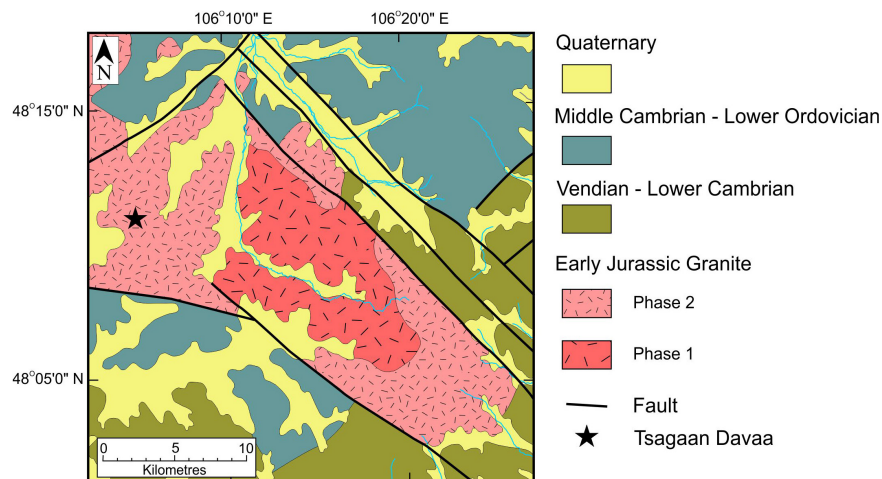 106°10'0" E
106°20'0" E
N
48°15'0" N
48°05'0" N
0
5
10
Kilometres
Quaternary
Middle Cambrian - Lower Ordovician
Vendian - Lower Cambrian
Early Jurassic Granite
Phase 2
Phase 1
Fault
Tsagaan Davaa